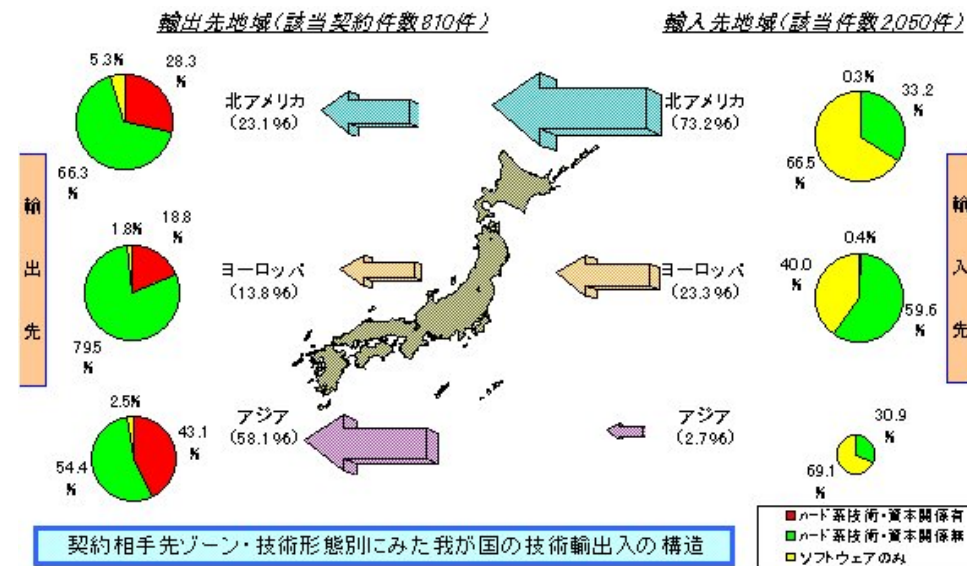 輸出先地域(該当契約件数810件)
輸入先地域(該当契約件数2,050件)
5.3%
28.3
%
66.3
%
北アメリカ
(23.1%)
北アメリカ
(73.2%)
0.3%
33.2
%
66.5
%
輸出先
輸入先
1.8%
18.8
%
79.5
%
ヨーロッパ
(13.8%)
ヨーロッパ
(23.3%)
0.4%
40.0
%
59.6
%
2.5%
43.1
%
54.4
%
アジア
(58.1%)
アジア
(2.7%)
30.9
%
69.1
%
契約相手先ゾーン・技術形態別にみた我が国の技術輸出入の構造
ハード系技術・資本関係有
ハード系技術・資本関係無
ソフトウェアのみ